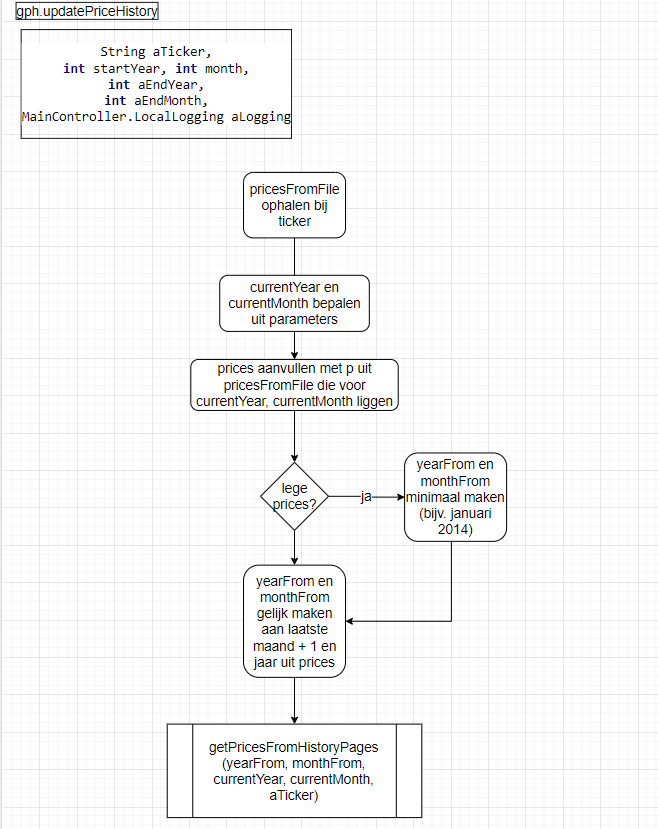 gph.updatePriceHistory
String aTicker,
int startYear, int month,
int aEndYear,
int aEndMonth,
MainController.LocalLogging aLogging
pricesFromFile
ophalen bij
ticker
currentYear en
currentMonth bepalen
uit parameters
prices aanvullen met p uit
pricesFromFile die voor
currentYear, currentMonth liggen
lege
prices?
ja
yearFrom en
monthFrom
minimaal maken
(bijv. januari
2014)
yearFrom en
monthFrom
gelijk maken
aan laatste
maand + 1 en
jaar uit prices
getPricesFromHistoryPages
(yearFrom, monthFrom,
currentYear, currentMonth,
aTicker)